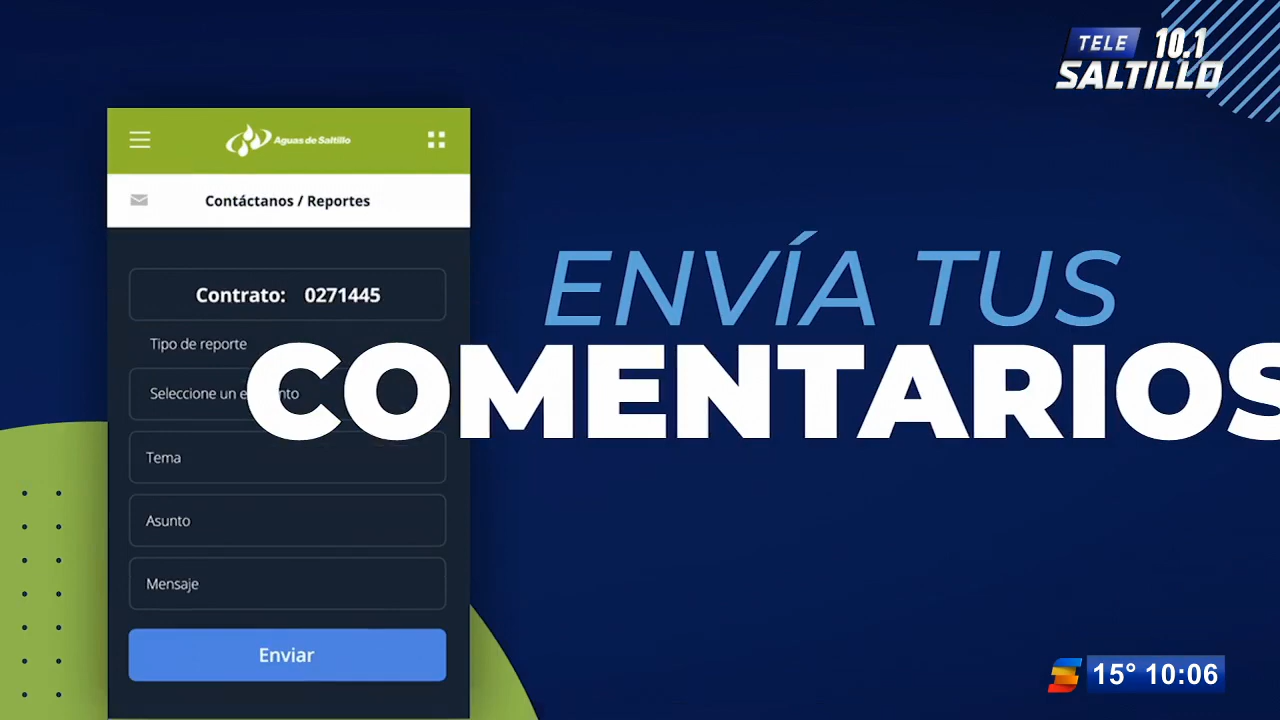 TELE 10.1
SALTILLO
Aguas de Saltillo
Contáctanos / Reportes
Contrato: 0271445
Tipo de reporte
Seleccione un
Tema
Asunto
Mensaje
Enviar
ENVÍA TUS
COMENTARIOS
15° 10:06